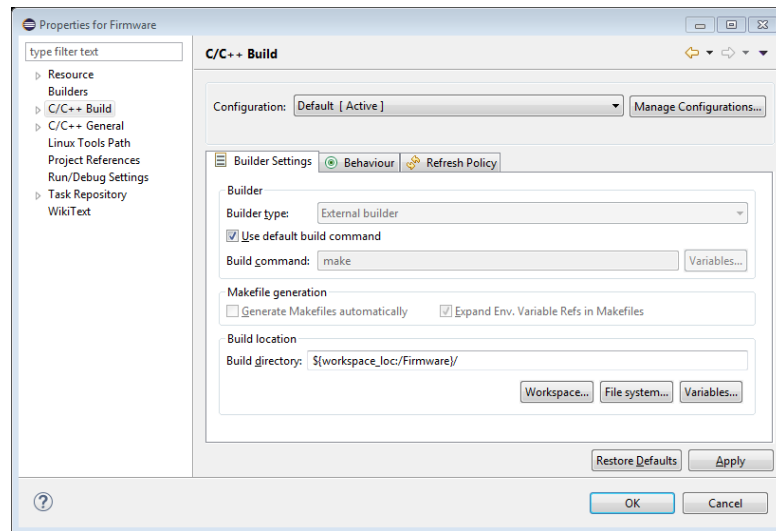 Properties for Firmware
type filter text
Resource
Builders
C/C++ Build
C/C++ General
Linux Tools Path
Project References
Run/Debug Settings
Task Repository
WikiText
C/C++ Build
Configuration: Default [ Active ] Manage Configurations...
Builder Settings Behaviour Refresh Policy
Builder
Builder type: External builder
Use default build command
Build command: make Variables...
Makefile generation
Generate Makefiles automatically Expand Env. Variable Refs in Makefiles
Build location
Build directory: ${workspace_loc:/Firmware}/
Workspace... File system... Variables...
Restore Defaults Apply
OK Cancel